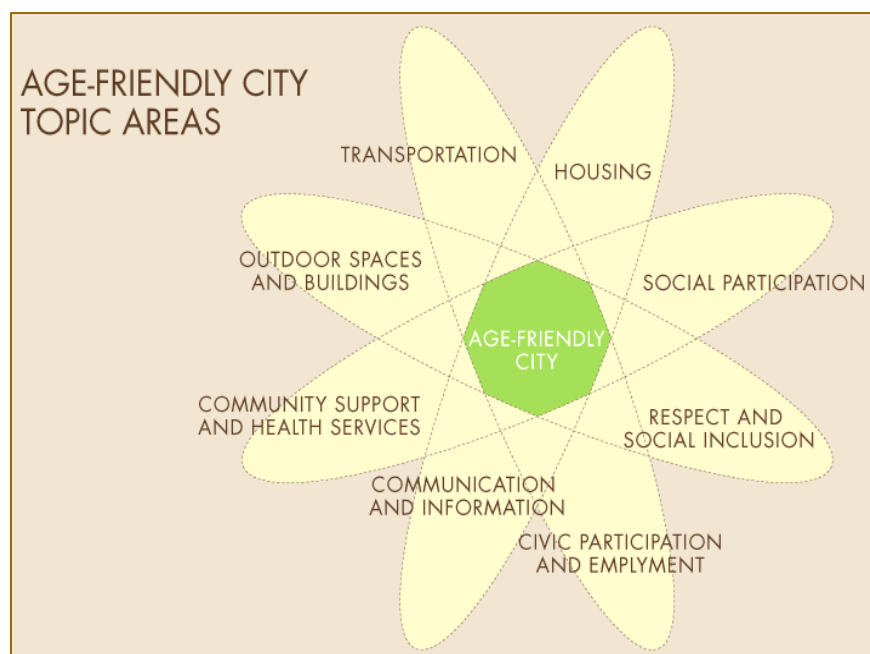 AGE-FRIENDLY CITY
TOPIC AREAS
TRANSPORTATION
HOUSING
OUTDOOR SPACES
AND BUILDINGS
SOCIAL PARTICIPATION
AGE-FRIENDLY
CITY
COMMUNITY SUPPORT
AND HEALTH SERVICES
RESPECT AND
SOCIAL INCLUSION
COMMUNICATION
AND INFORMATION
CIVIC PARTICIPATION
AND EMPLYMENT